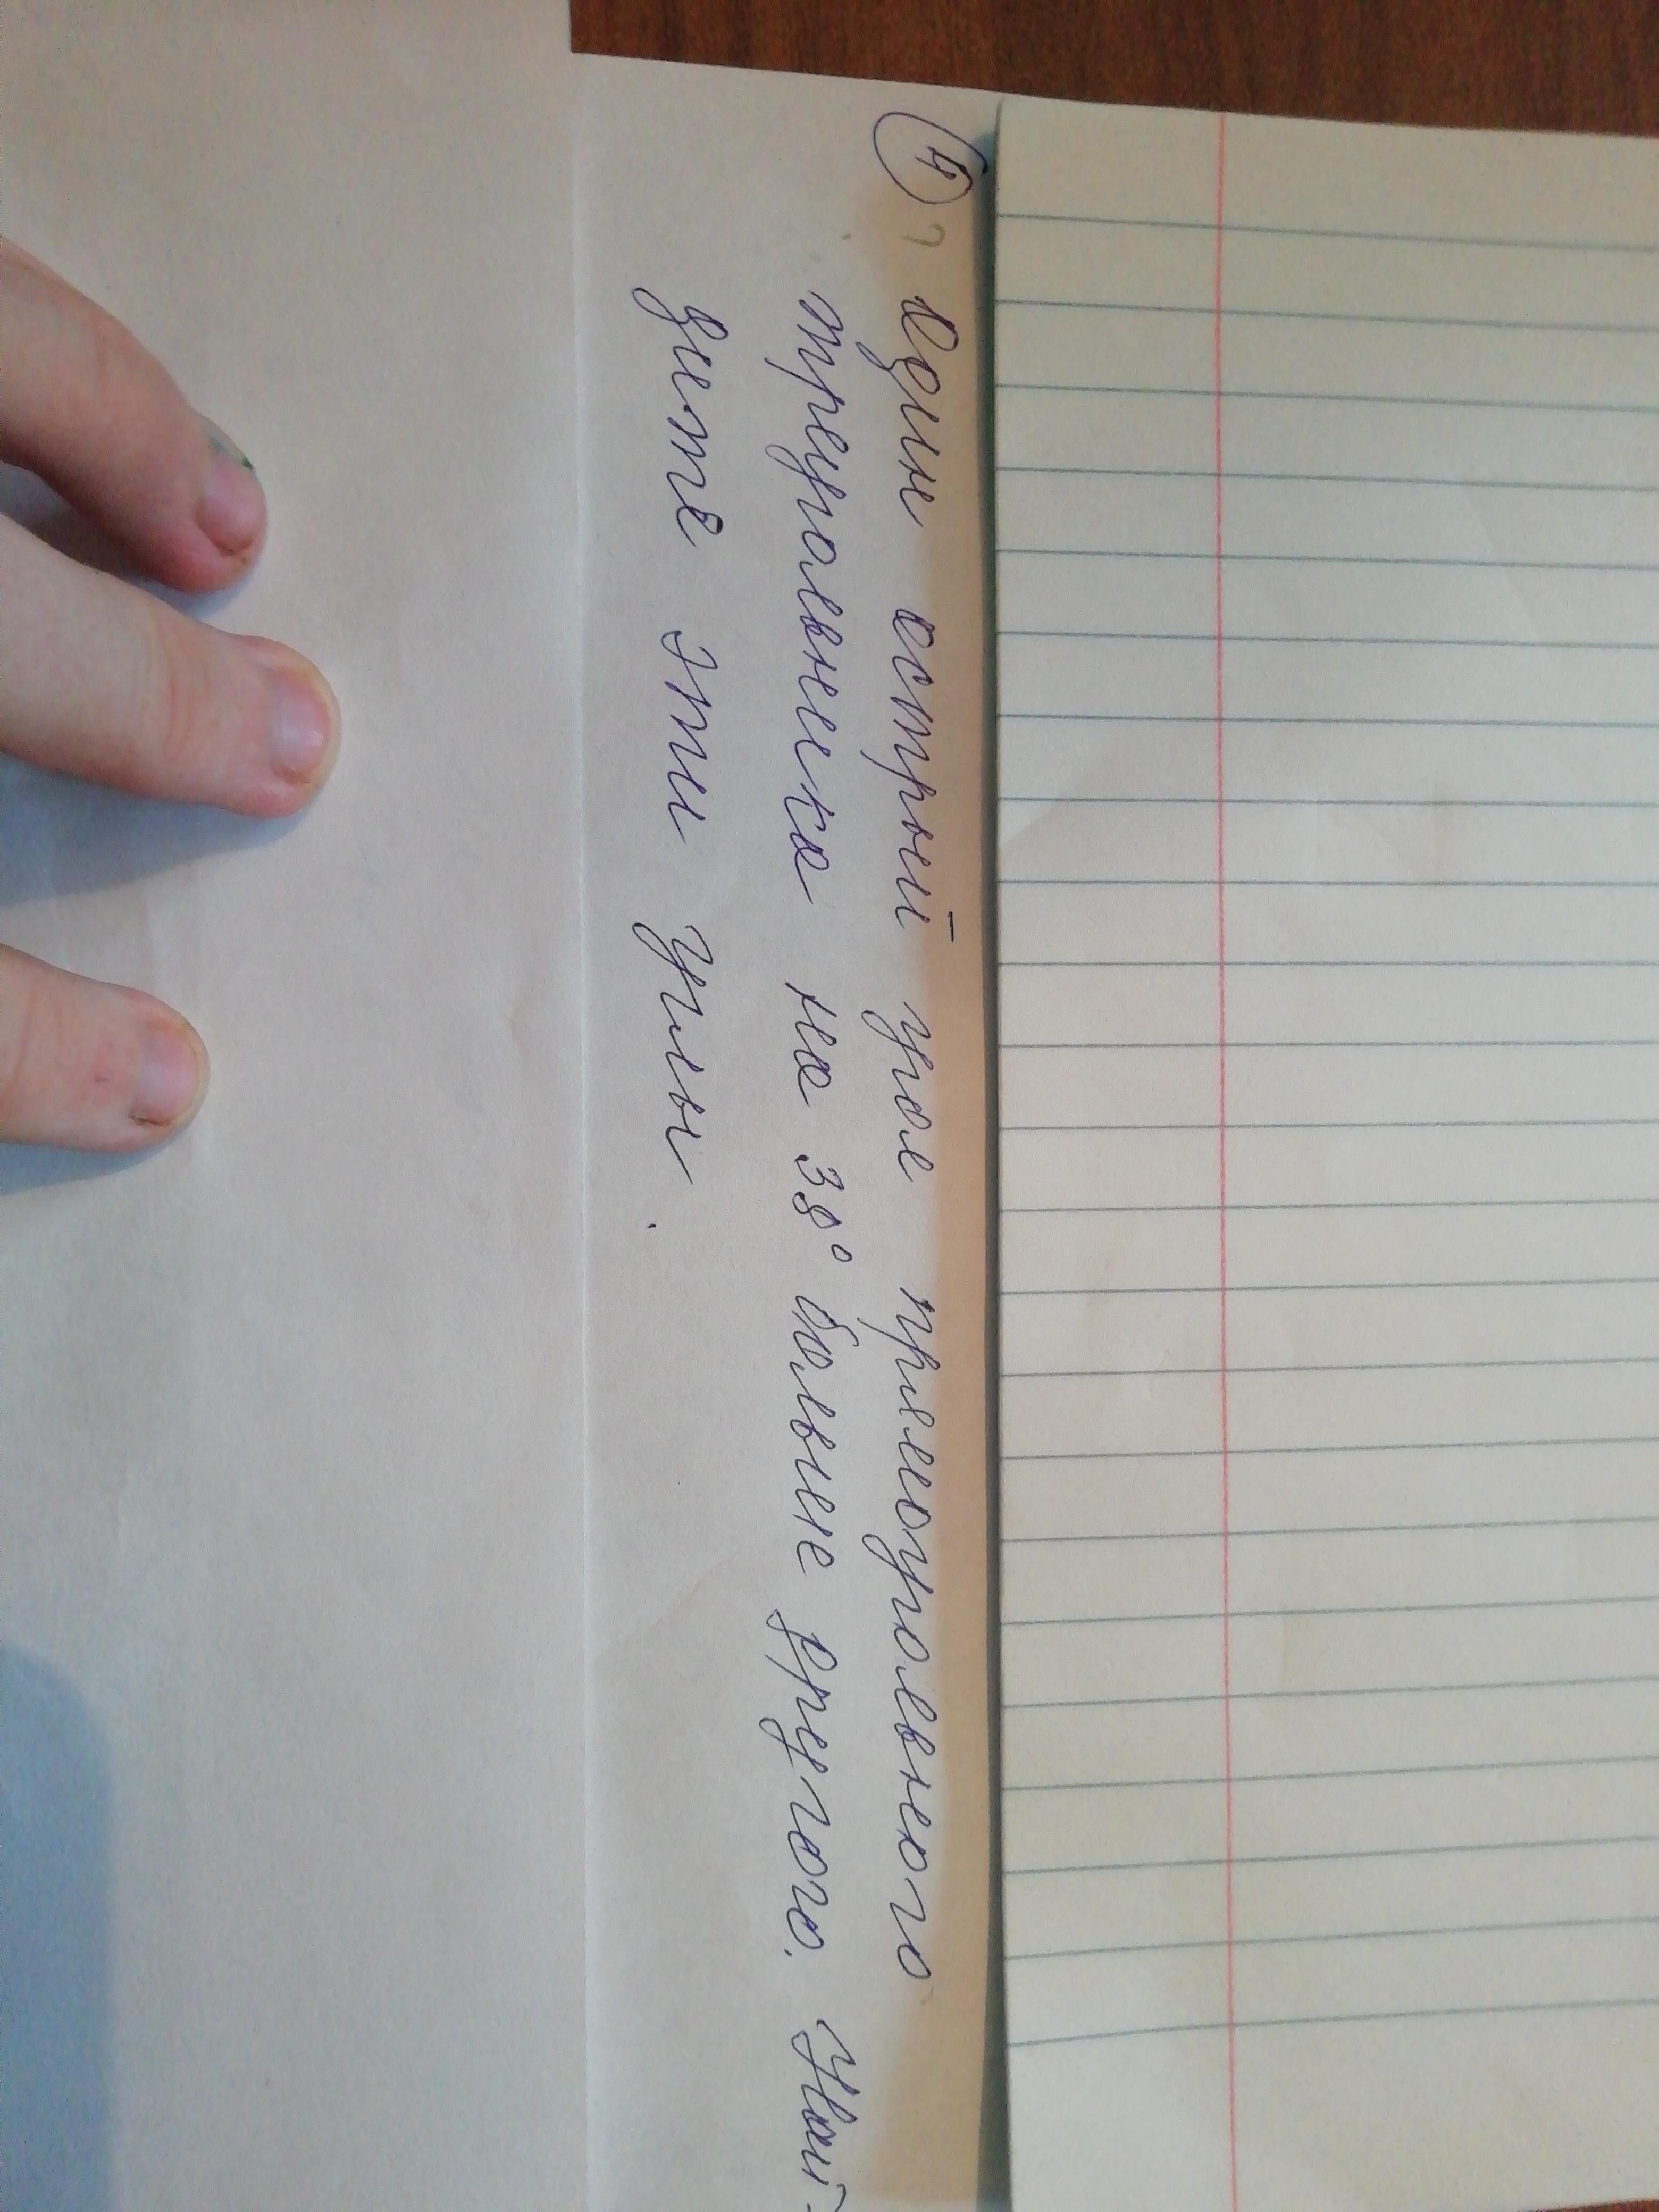 ④ Один острый угол прямоугольного
треугольника на 38° больше другого. Най-
дите эти углы.